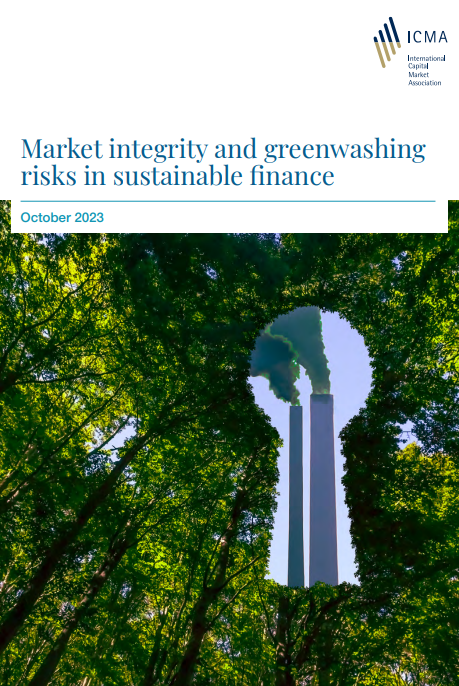 ICMA
International
Capital
Market
Association
Market integrity and greenwashing
risks in sustainable finance
October 2023